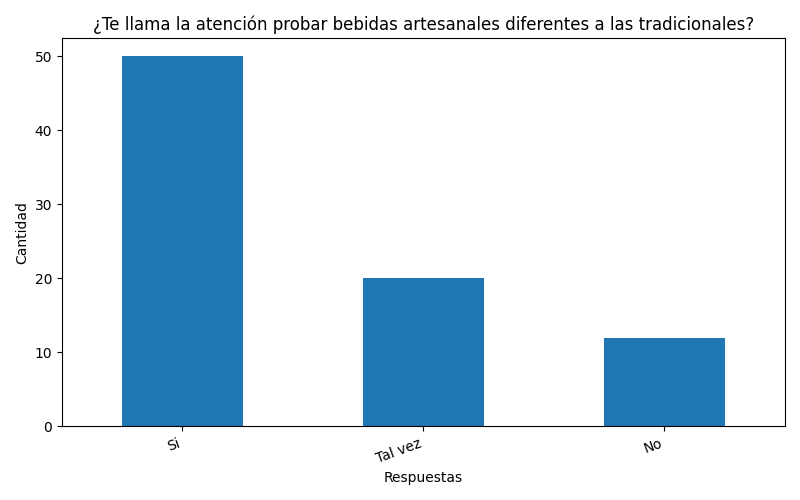 ¿Te llama la atención probar bebidas artesanales diferentes a las tradicionales?
50
40
30
20
10
0
Cantidad
Si
Tal vez
No
Respuestas